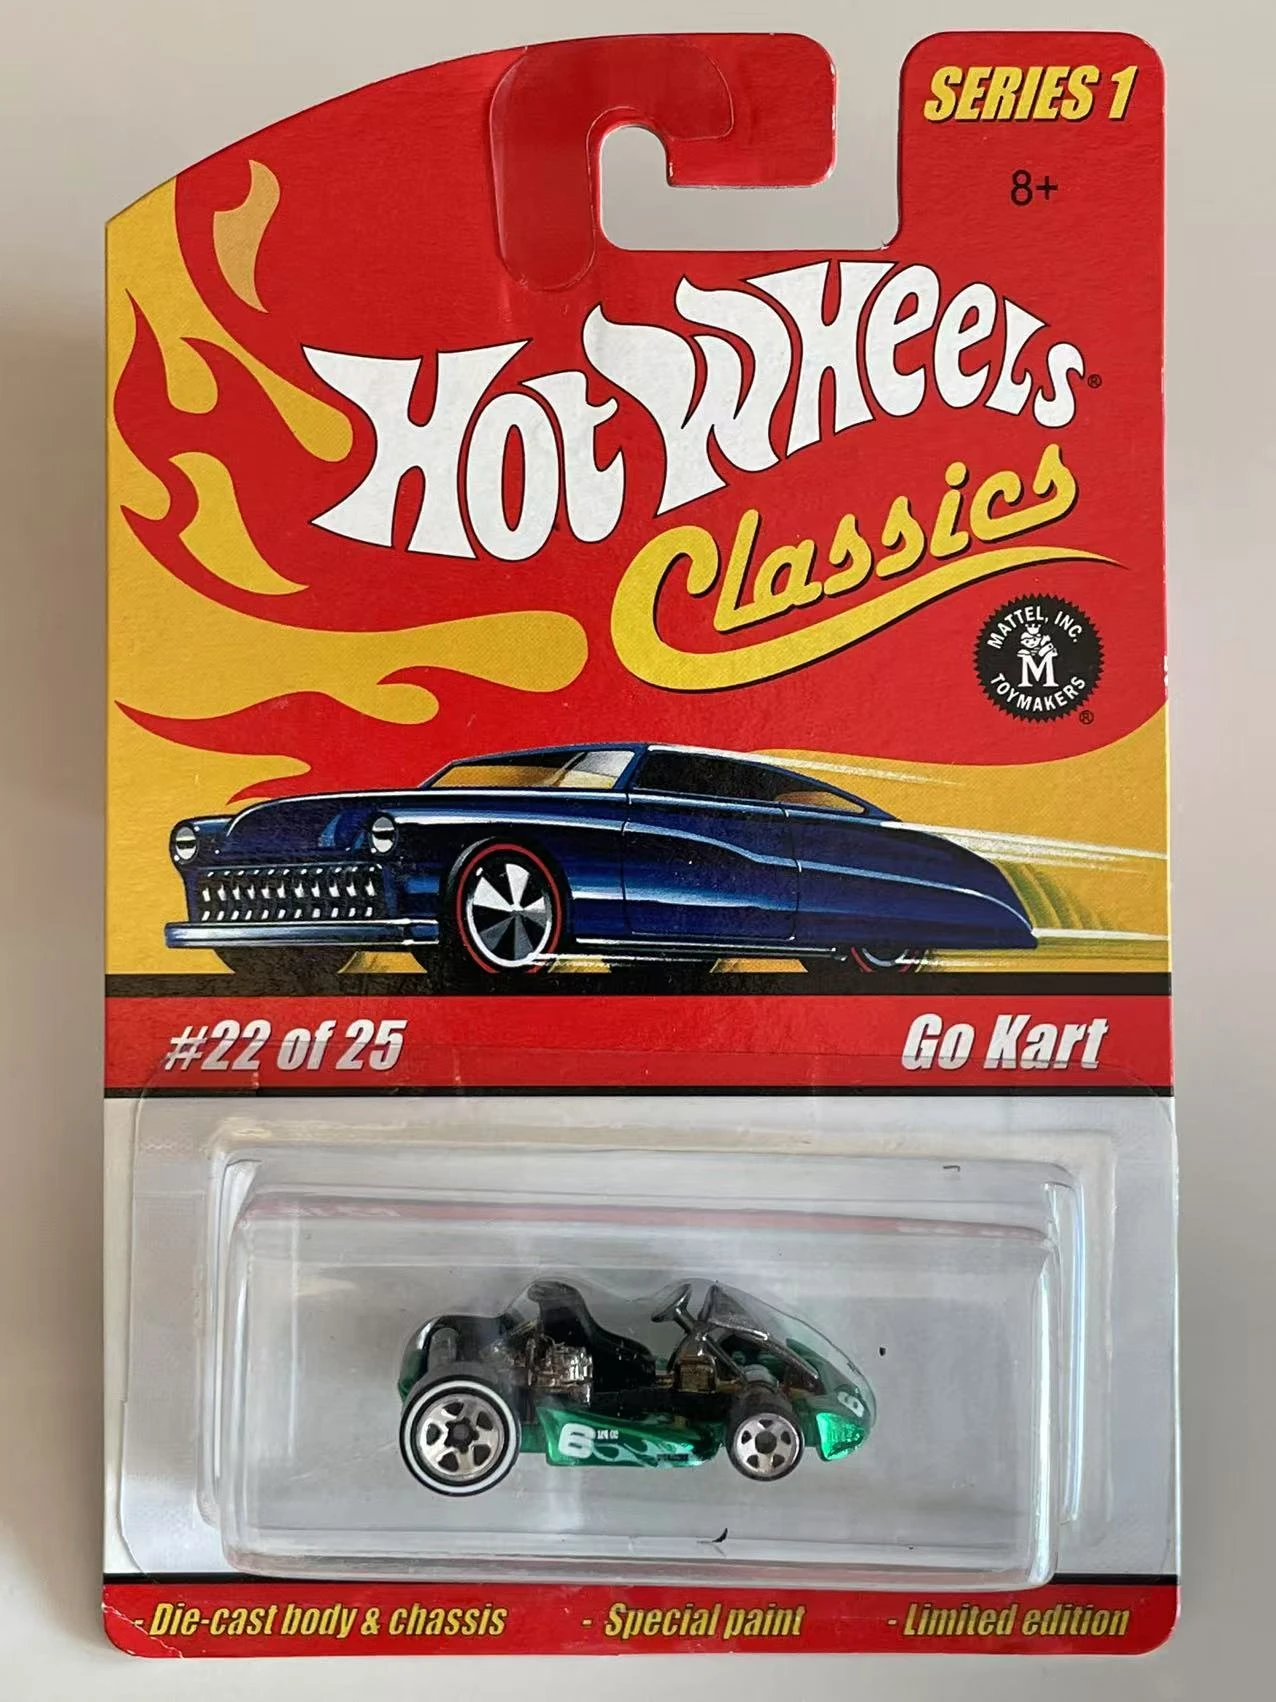 SERIES 1
8+
HOT WHEELS®
Classics
MATTEL, INC.
M
TOYMAKERS
®
#22 of 25
Go Kart
6
6
- Die-cast body & chassis
- Special paint
- Limited edition